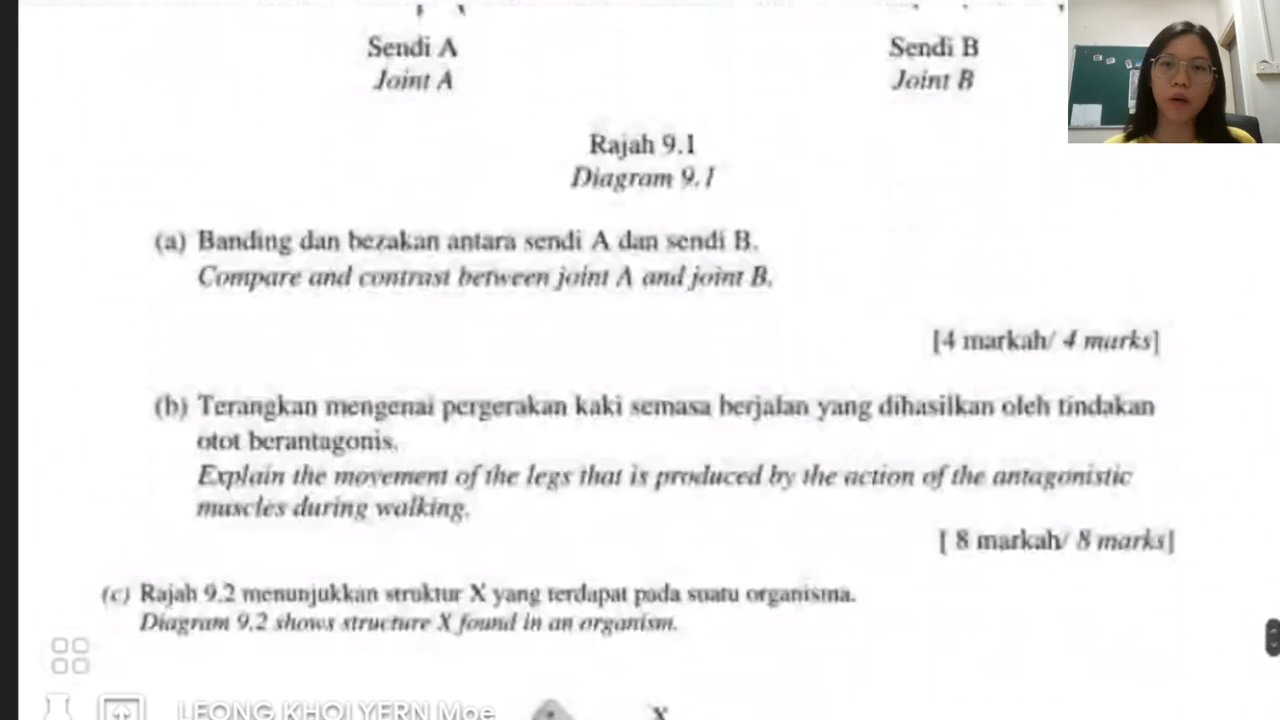 Sendi A
Joint A
Sendi B
Joint B
Rajah 9.1
Diagram 9.1
(a) Banding dan bezakan antara sendi A dan sendi B.
Compare and contrast between joint A and joint B.
[4 markah/ 4 marks]
(b) Terangkan mengenai pergerakan kaki semasa berjalan yang dihasilkan oleh tindakan
otot berantagonis.
Explain the movement of the legs that is produced by the action of the antagonistic
muscles during walking.
[ 8 markah/ 8 marks]
(c) Rajah 9.2 menunjukkan struktur X yang terdapat pada suatu organisma.
Diagram 9.2 shows structure X found in an organism.
LEONG KHOI YERN Moe
X